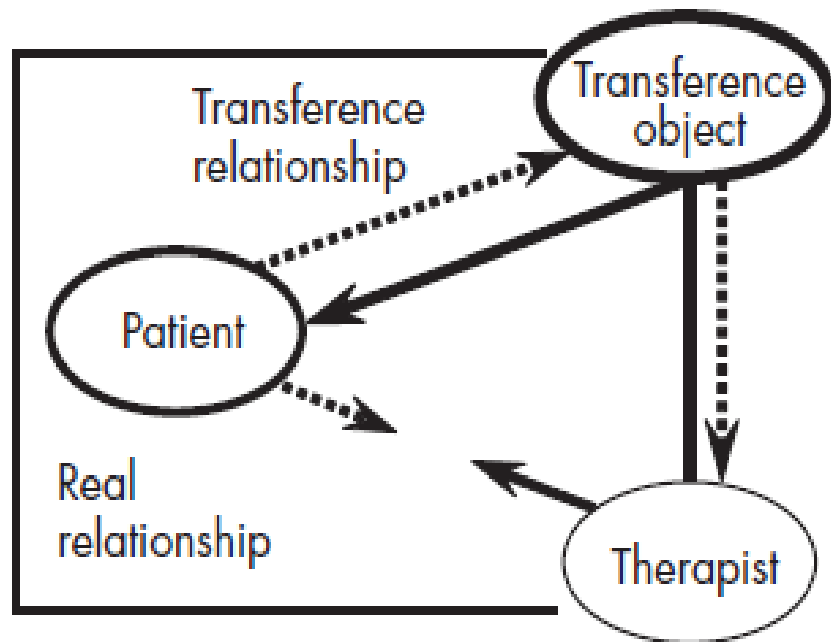 Transference
object
Transference
relationship
Patient
Real
relationship
Therapist